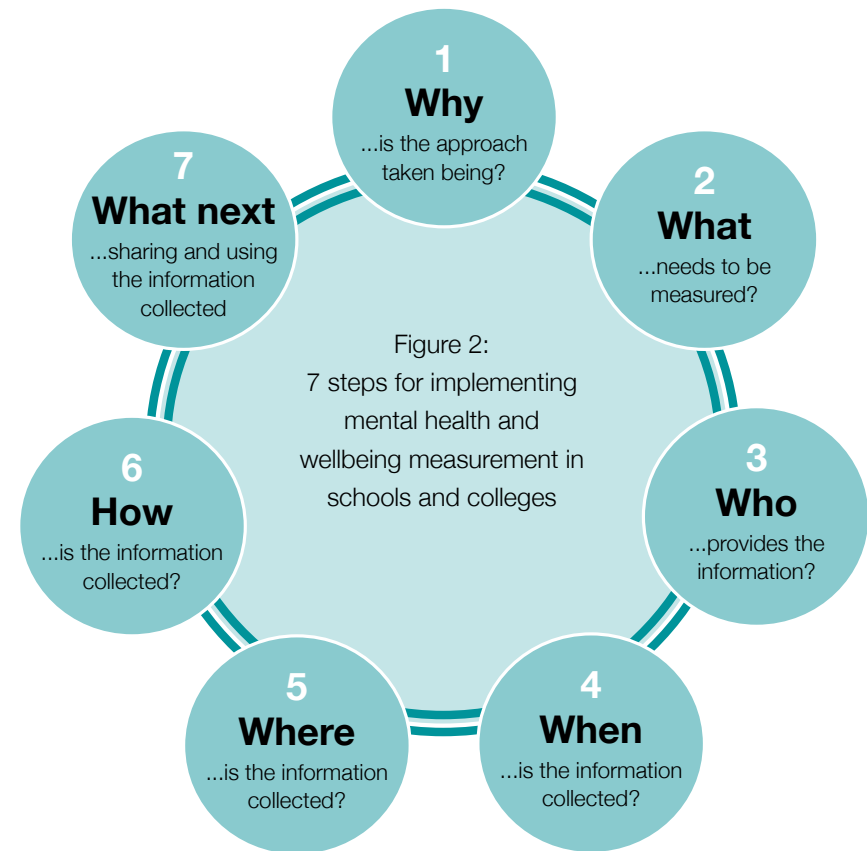 1
Why
...is the approach
taken being?
2
What
...needs to be
measured?
3
Who
...provides the
information?
4
When
...is the information
collected?
5
Where
...is the information
collected?
6
How
...is the information
collected?
7
What next
...sharing and using
the information
collected
Figure 2:
7 steps for implementing
mental health and
wellbeing measurement in
schools and colleges